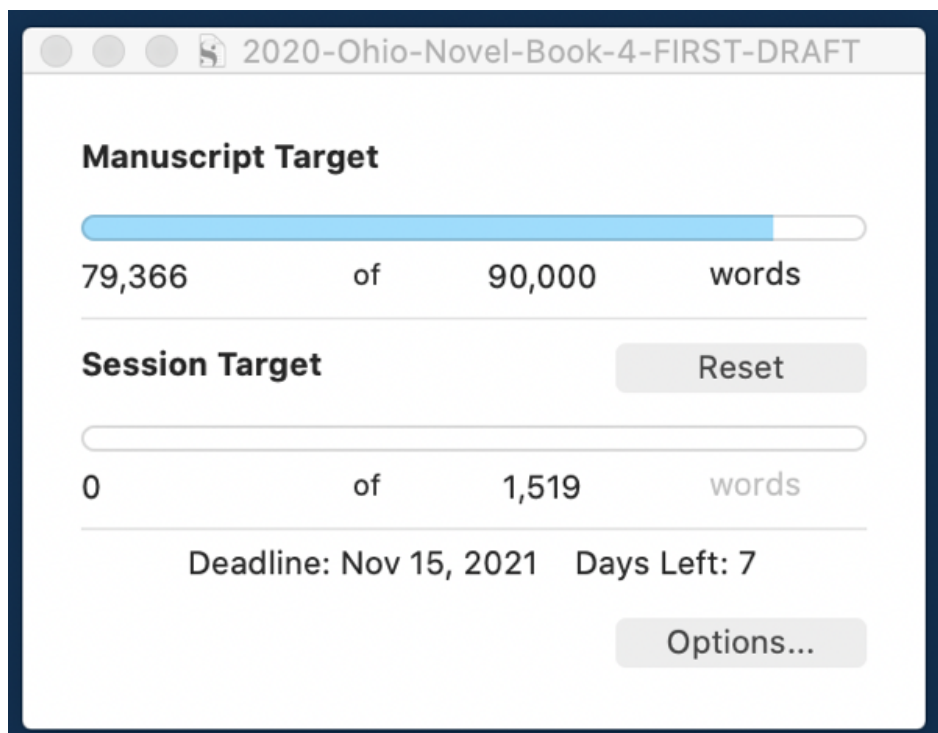 2020-Ohio-Novel-Book-4-FIRST-DRAFT
Manuscript Target
79,366 of 90,000 words
Session Target Reset
0 of 1,519 words
Deadline: Nov 15, 2021 Days Left: 7
Options...